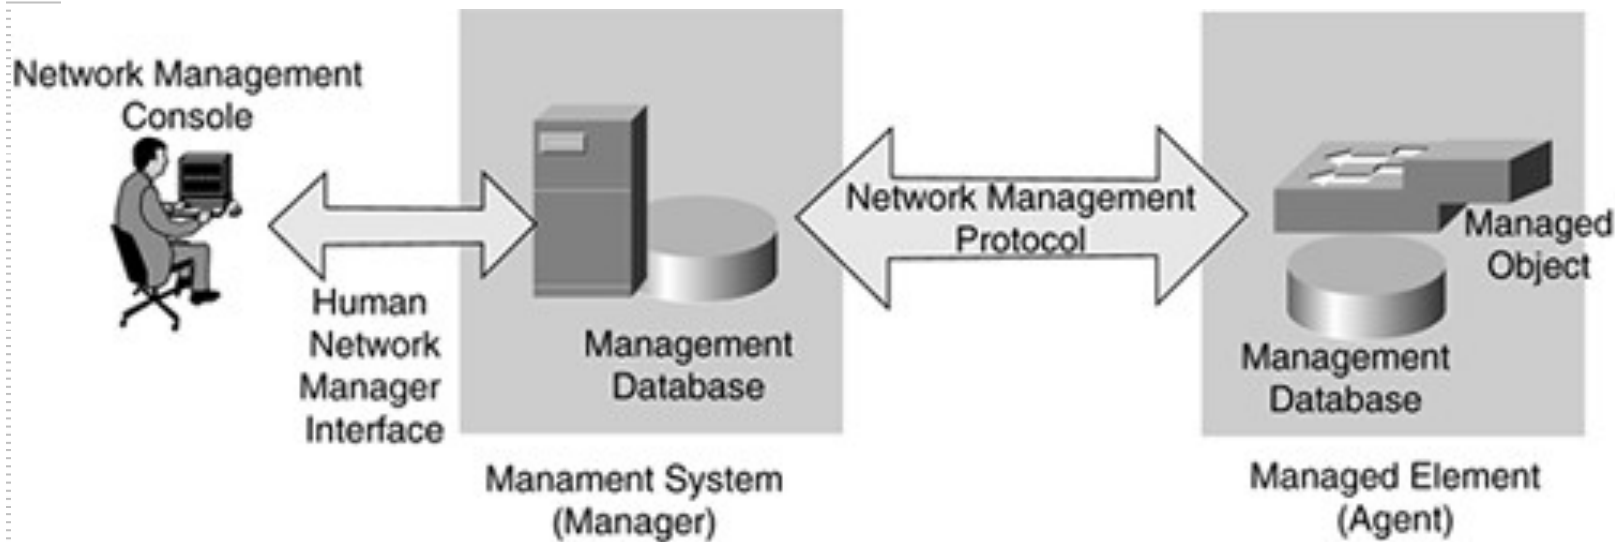 Network Management
Console
Human
Network
Manager
Interface
Management
Database
Manament System
(Manager)
Network Management
Protocol
Managed
Object
Management
Database
Managed Element
(Agent)